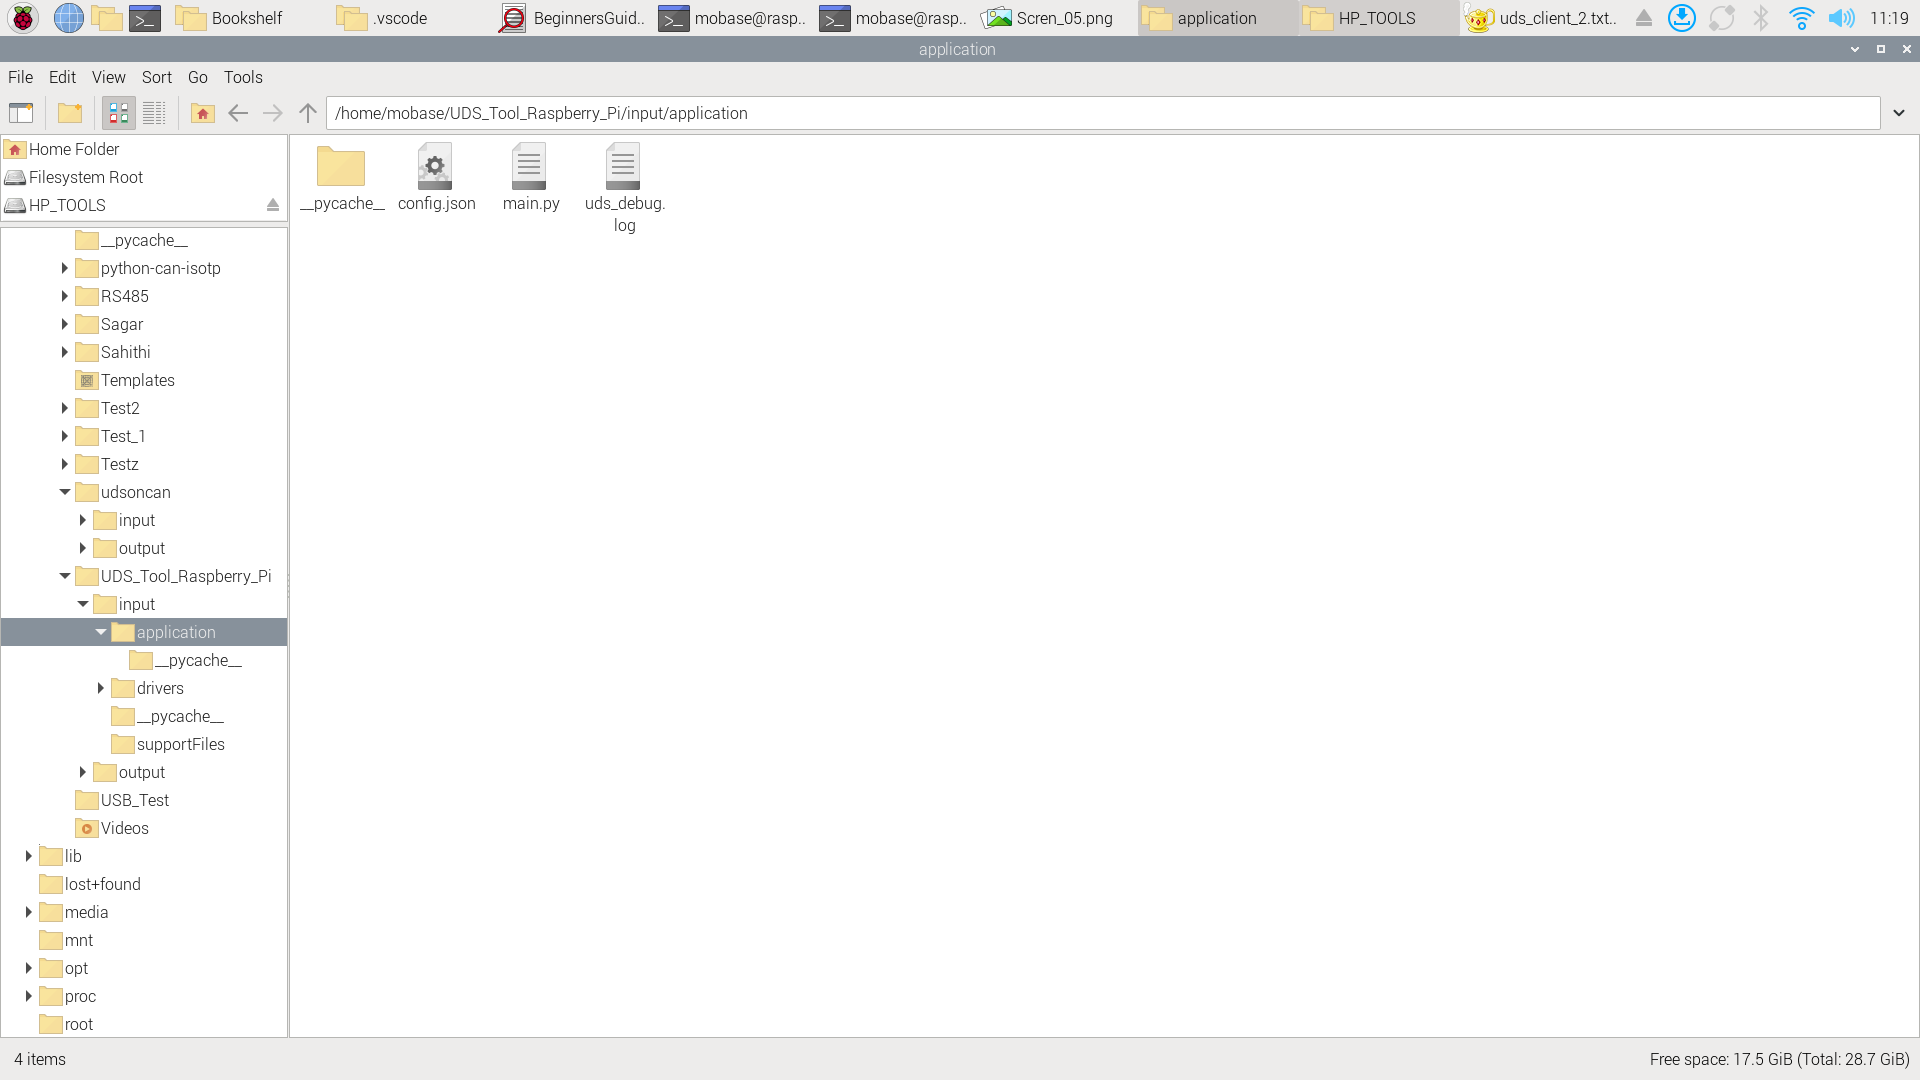 Bookshelf
.vscode
BeginnersGuid..
mobase@rasp..
mobase@rasp..
Scren_05.png
application
HP_TOOLS
uds_client_2.txt..
11:19
application
File Edit View Sort Go Tools
/home/mobase/UDS_Tool_Raspberry_Pi/input/application
Home Folder
Filesystem Root
HP_TOOLS
__pycache__
python-can-isotp
RS485
Sagar
Sahithi
Templates
Test2
Test_1
Testz
udsoncan
input
output
UDS_Tool_Raspberry_Pi
input
application
__pycache__
drivers
__pycache__
supportFiles
output
USB_Test
Videos
lib
lost+found
media
mnt
opt
proc
root
__pycache__
config.json
main.py
uds_debug.
log
4 items
Free space: 17.5 GiB (Total: 28.7 GiB)